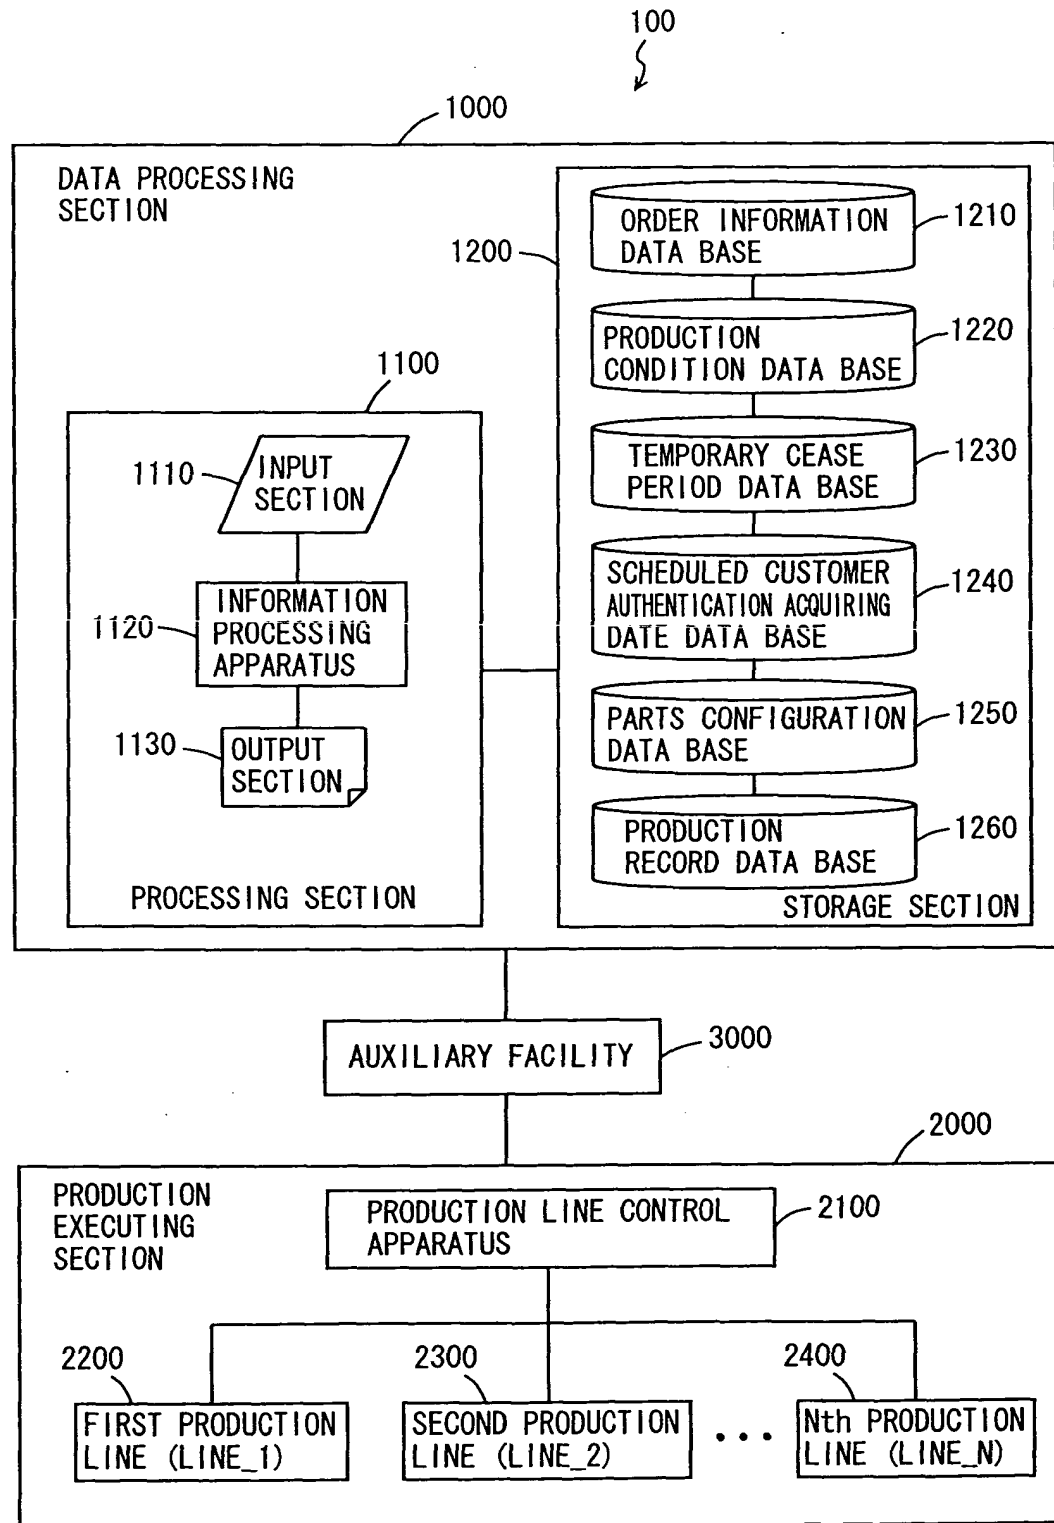 100
1000
DATA PROCESSING
SECTION
1200
ORDER INFORMATION
DATA BASE
1210
PRODUCTION
CONDITION DATA BASE
1220
TEMPORARY CEASE
PERIOD DATA BASE
1230
SCHEDULED CUSTOMER
AUTHENTICATION ACQUIRING
DATE DATA BASE
1240
PARTS CONFIGURATION
DATA BASE
1250
PRODUCTION
RECORD DATA BASE
1260
STORAGE SECTION
1100
1110
INPUT
SECTION
1120
INFORMATION
PROCESSING
APPARATUS
1130
OUTPUT
SECTION
PROCESSING SECTION
AUXILIARY FACILITY
3000
2000
PRODUCTION
EXECUTING
SECTION
PRODUCTION LINE CONTROL
APPARATUS
2100
2200
FIRST PRODUCTION
LINE (LINE_1)
2300
SECOND PRODUCTION
LINE (LINE_2)
• • •
2400
Nth PRODUCTION
LINE (LINE_N)